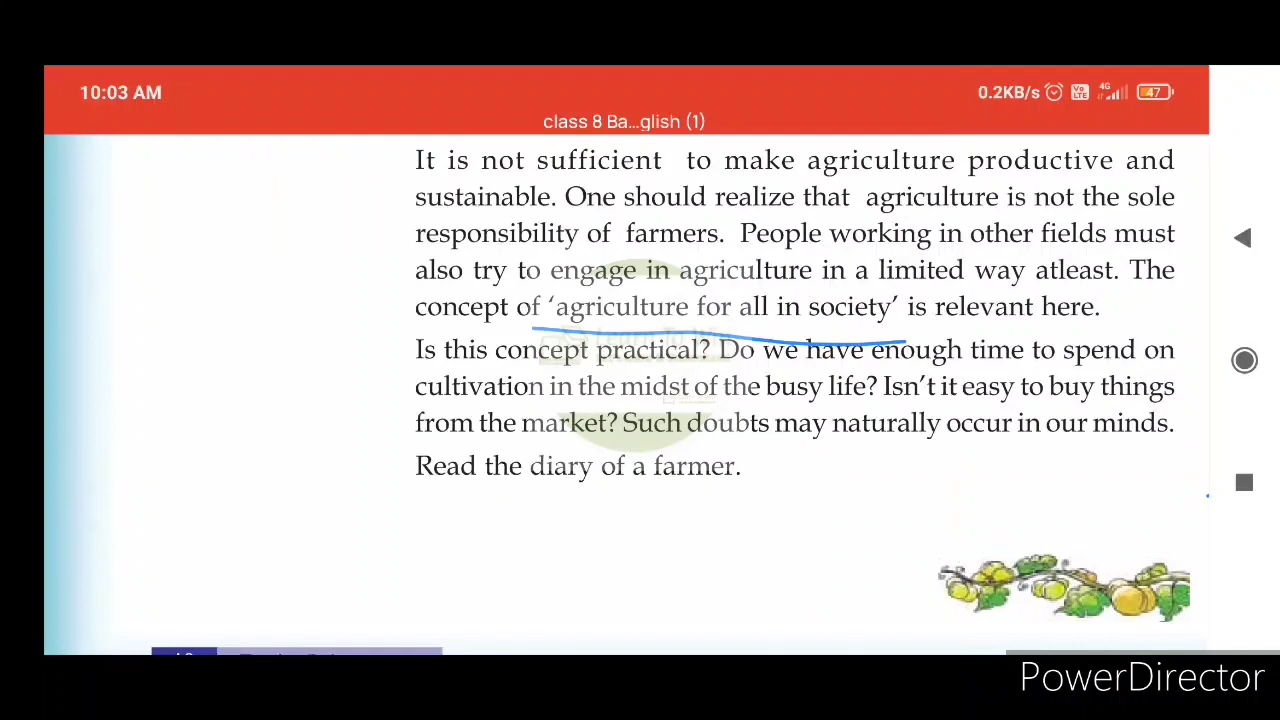 10:03 AM
0.2KB/s Vo LTE 4G 47
class 8 Ba...glish (1)
It is not sufficient to make agriculture productive and
sustainable. One should realize that agriculture is not the sole
responsibility of farmers. People working in other fields must
also try to engage in agriculture in a limited way atleast. The
concept of ‘agriculture for all in society’ is relevant here.
Is this concept practical? Do we have enough time to spend on
cultivation in the midst of the busy life? Isn't it easy to buy things
from the market? Such doubts may naturally occur in our minds.
Read the diary of a farmer.
PowerDirector